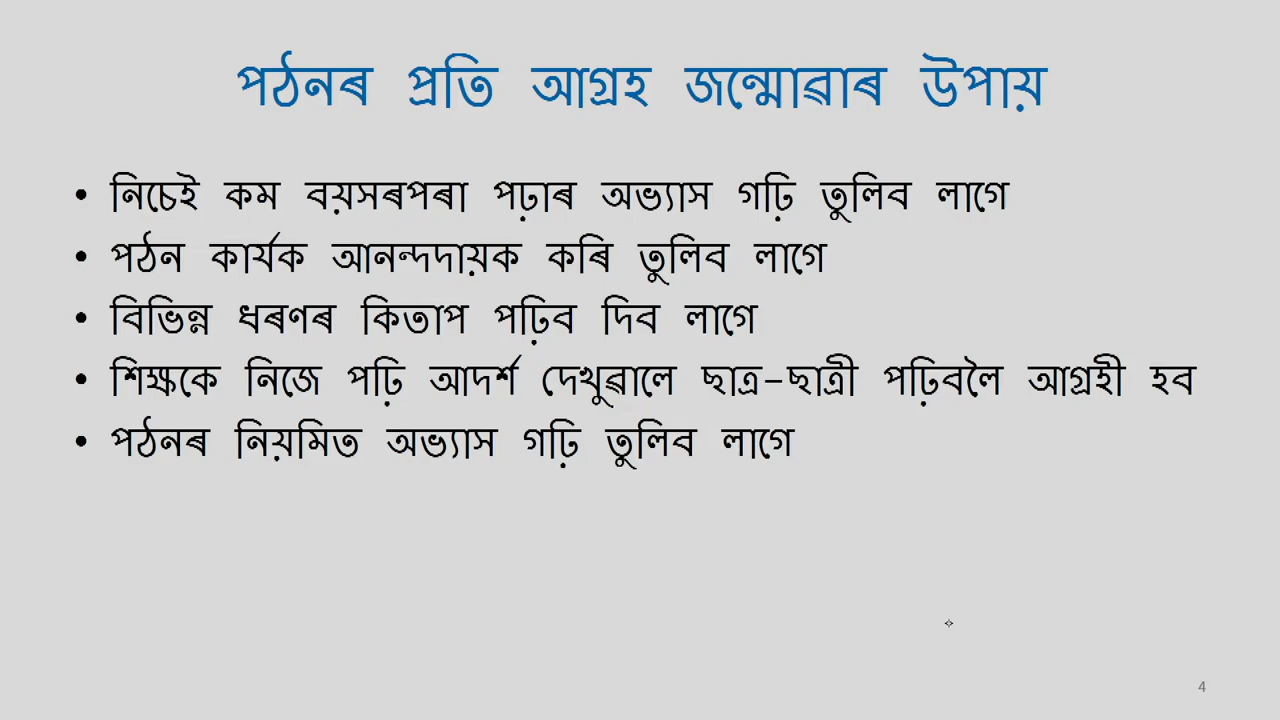 পঠনৰ প্ৰতি আগ্ৰহ জন্মোৱাৰ উপায়
• নিচেই কম বয়সৰপৰা পঢ়াৰ অভ্যাস গঢ়ি তুলিব লাগে
• পঠন কাৰ্যক আনন্দদায়ক কৰি তুলিব লাগে
• বিভিন্ন ধৰণৰ কিতাপ পঢ়িব দিব লাগে
• শিক্ষকে নিজে পঢ়ি আদৰ্শ দেখুৱালে ছাত্ৰ-ছাত্ৰী পঢ়িবলৈ আগ্ৰহী হব
• পঠনৰ নিয়মিত অভ্যাস গঢ়ি তুলিব লাগে
4